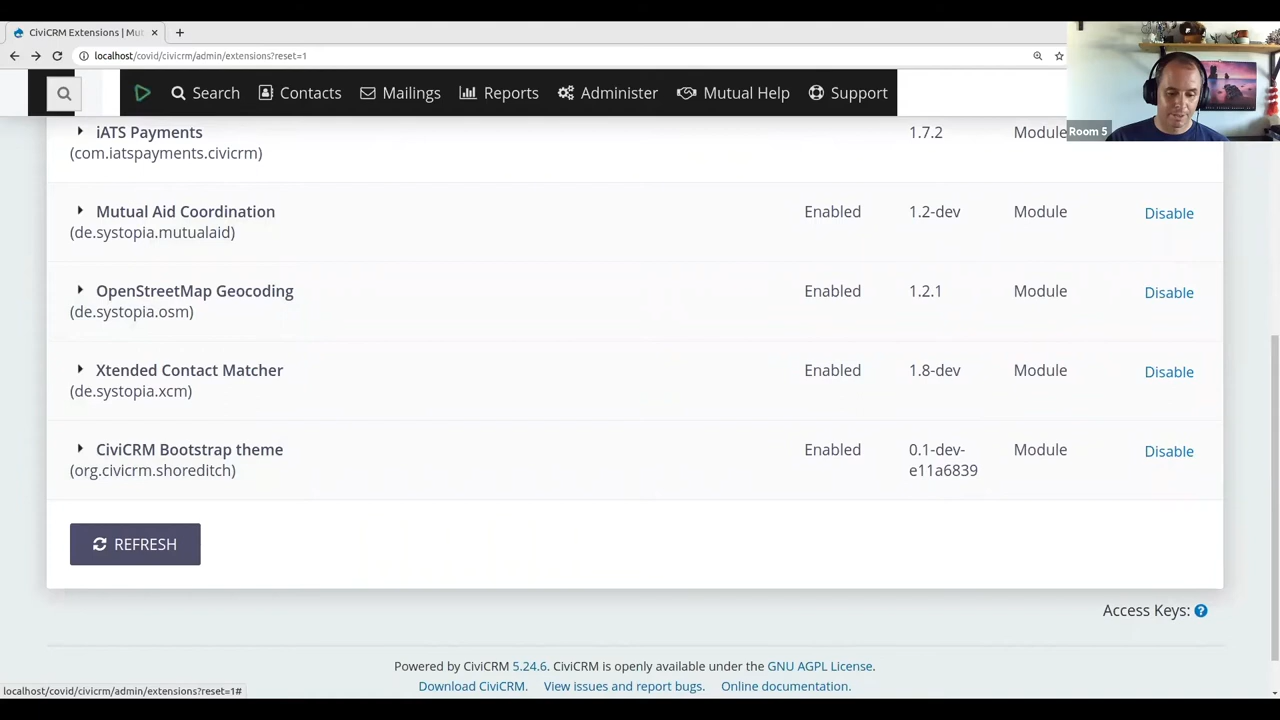 CiviCRM Extensions | Mut
localhost/covid/civicrm/admin/extensions?reset=1
Search Contacts Mailings Reports Administer Mutual Help Support
Room 5
iATS Payments 1.7.2 Module
(com.iatspayments.civicrm)
Mutual Aid Coordination Enabled 1.2-dev Module Disable
(de.systopia.mutualaid)
OpenStreetMap Geocoding Enabled 1.2.1 Module Disable
(de.systopia.osm)
Xtended Contact Matcher Enabled 1.8-dev Module Disable
(de.systopia.xcm)
CiviCRM Bootstrap theme Enabled 0.1-dev- Module Disable
(org.civicrm.shoreditch) e11a6839
REFRESH
Access Keys:
Powered by CiviCRM 5.24.6. CiviCRM is openly available under the GNU AGPL License.
Download CiviCRM. View issues and report bugs. Online documentation.
localhost/covid/civicrm/admin/extensions?reset=1#